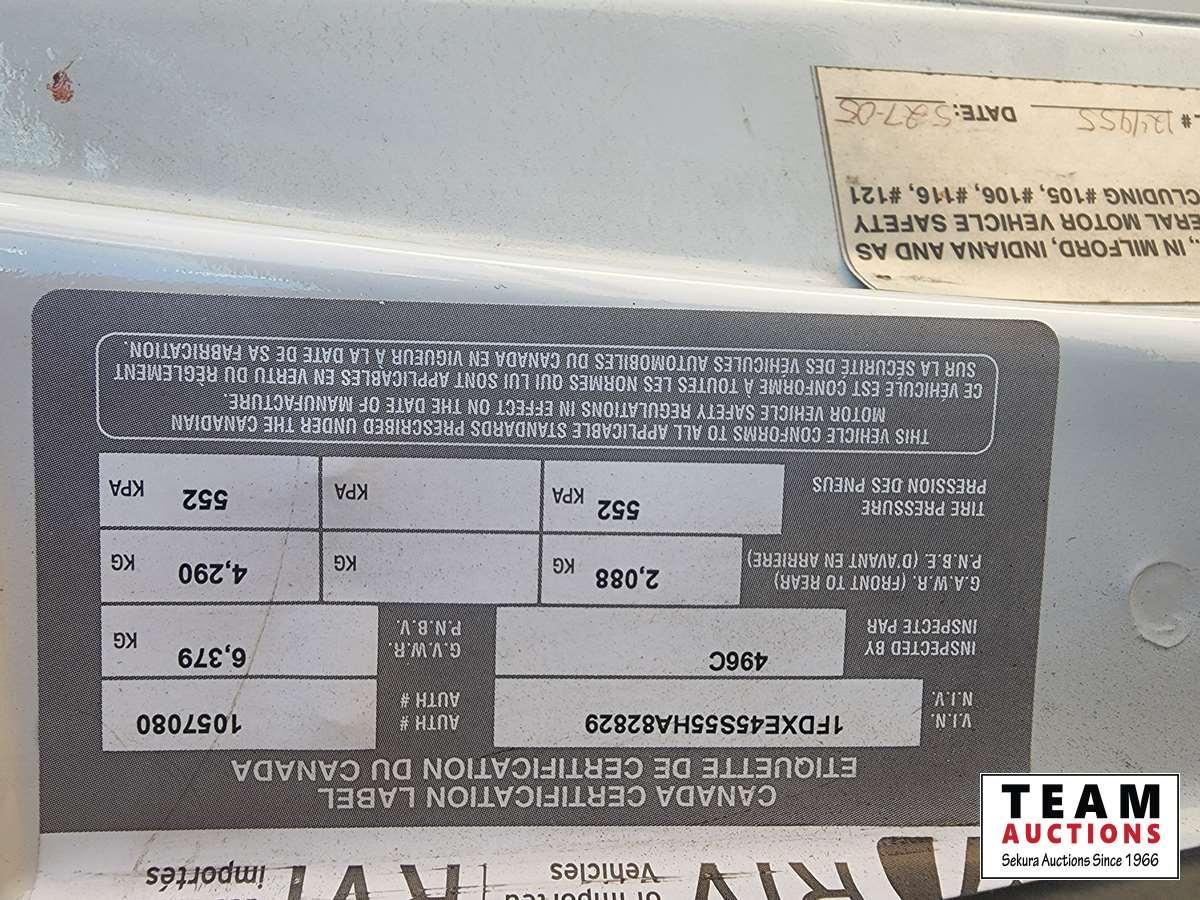 RIV
of imported
Vehicles
RVI
importés
CANADA CERTIFICATION LABEL
ETIQUETTE DE CERTIFICATION DU CANADA
V.I.N.
N.I.V.
1FDXE45S55HA82829
AUTH #
AUTH #
1057080
INSPECTED BY
INSPECTE PAR
496C
G.V.W.R.
P.N.B.V.
6,379 KG
G.A.W.R. (FRONT TO REAR)
P.N.B.E. (D'AVANT EN ARRIÈRE)
2,088 KG
KG
4,290 KG
TIRE PRESSURE
PRESSION DES PNEUS
552 KPA
KPA
552 KPA
THIS VEHICLE CONFORMS TO ALL APPLICABLE STANDARDS PRESCRIBED UNDER THE CANADIAN
MOTOR VEHICLE SAFETY REGULATIONS IN EFFECT ON THE DATE OF MANUFACTURE.
CE VÉHICULE EST CONFORME À TOUTES LES NORMES QUI LUI SONT APPLICABLES EN VERTU DU RÈGLEMENT
SUR LA SÉCURITÉ DES VÉHICULES AUTOMOBILES DU CANADA EN VIGUEUR À LA DATE DE SA FABRICATION.
IN MILFORD, INDIANA AND AS
ERAL MOTOR VEHICLE SAFETY
CLUDING #105, #106, #116, #121
# 124955 DATE: 5-27-05
TEAM
AUCTIONS
Sekura Auctions Since 1966